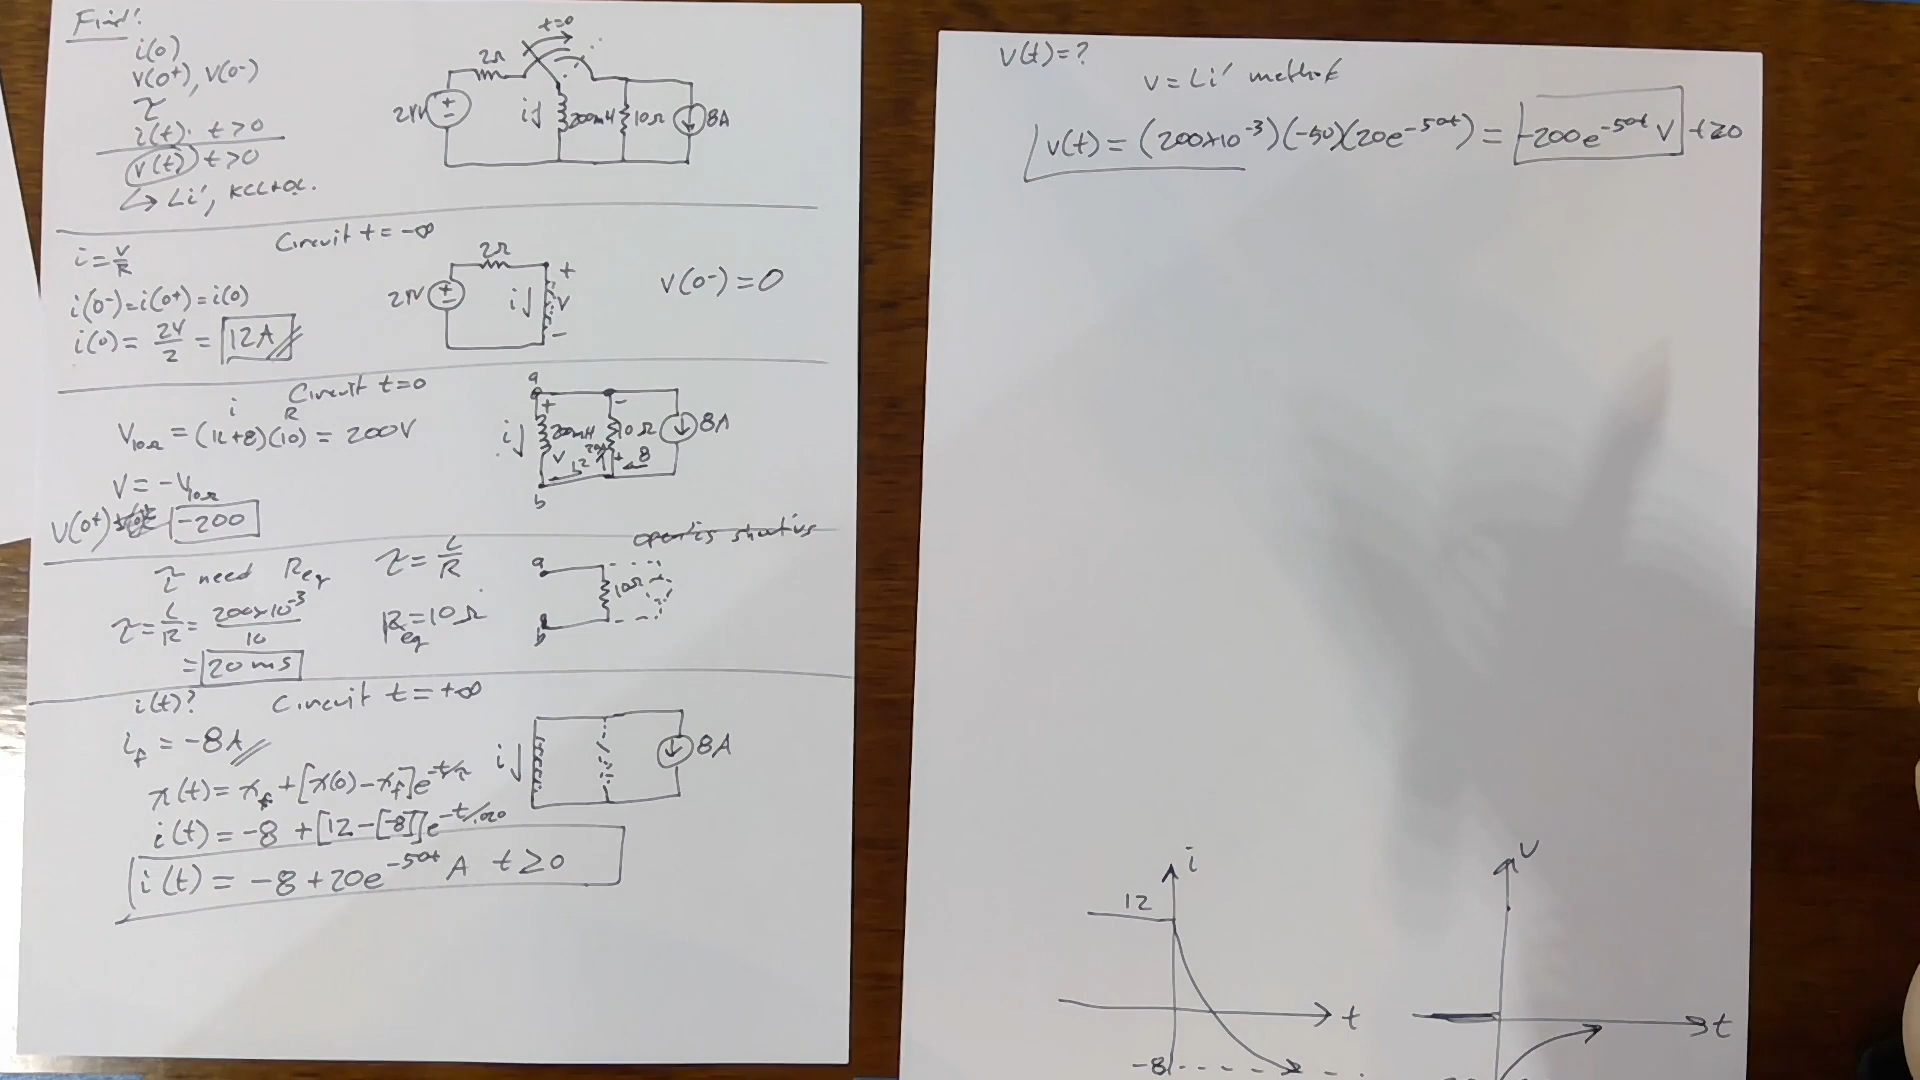 Find:
i(0)
v(0+), v(0-)
τ
i(t). t>0
v(t) t>0
↳ Li', KCL+Ω.
t=0
2Ω
24V
i↓
200mH
10Ω
8A
Circuit t = -∞
i = V/R
i(0-) = i(0+) = i(0)
i(0) = 24/2 = 12A
2Ω
24V
i↓
+
v
-
v(0-) = 0
Circuit t=0
i R
V10Ω = (12+8)(10) = 200V
V = -V10Ω
V(0+) -200
a
+
-
i↓
200mH
10Ω
8A
v
12
20
+
8
b
τ need Req
τ = L/R
τ = L/R = 200×10^-3/10
= 20 ms
Req = 10Ω
a
10Ω
b
i(t)?
Circuit t = +∞
if = -8A
x(t) = xf + [x(0) - xf]e^-t/τ
i(t) = -8 + [12-[-8]]e^-t/.020
i(t) = -8+20e^-50t A t≥0
i↓
8A
v(t)=?
v = Li' method
v(t) = (200×10^-3)(-50)(20e^-50t) = -200e^-50t V t≥0
i
12
t
-8
v
t